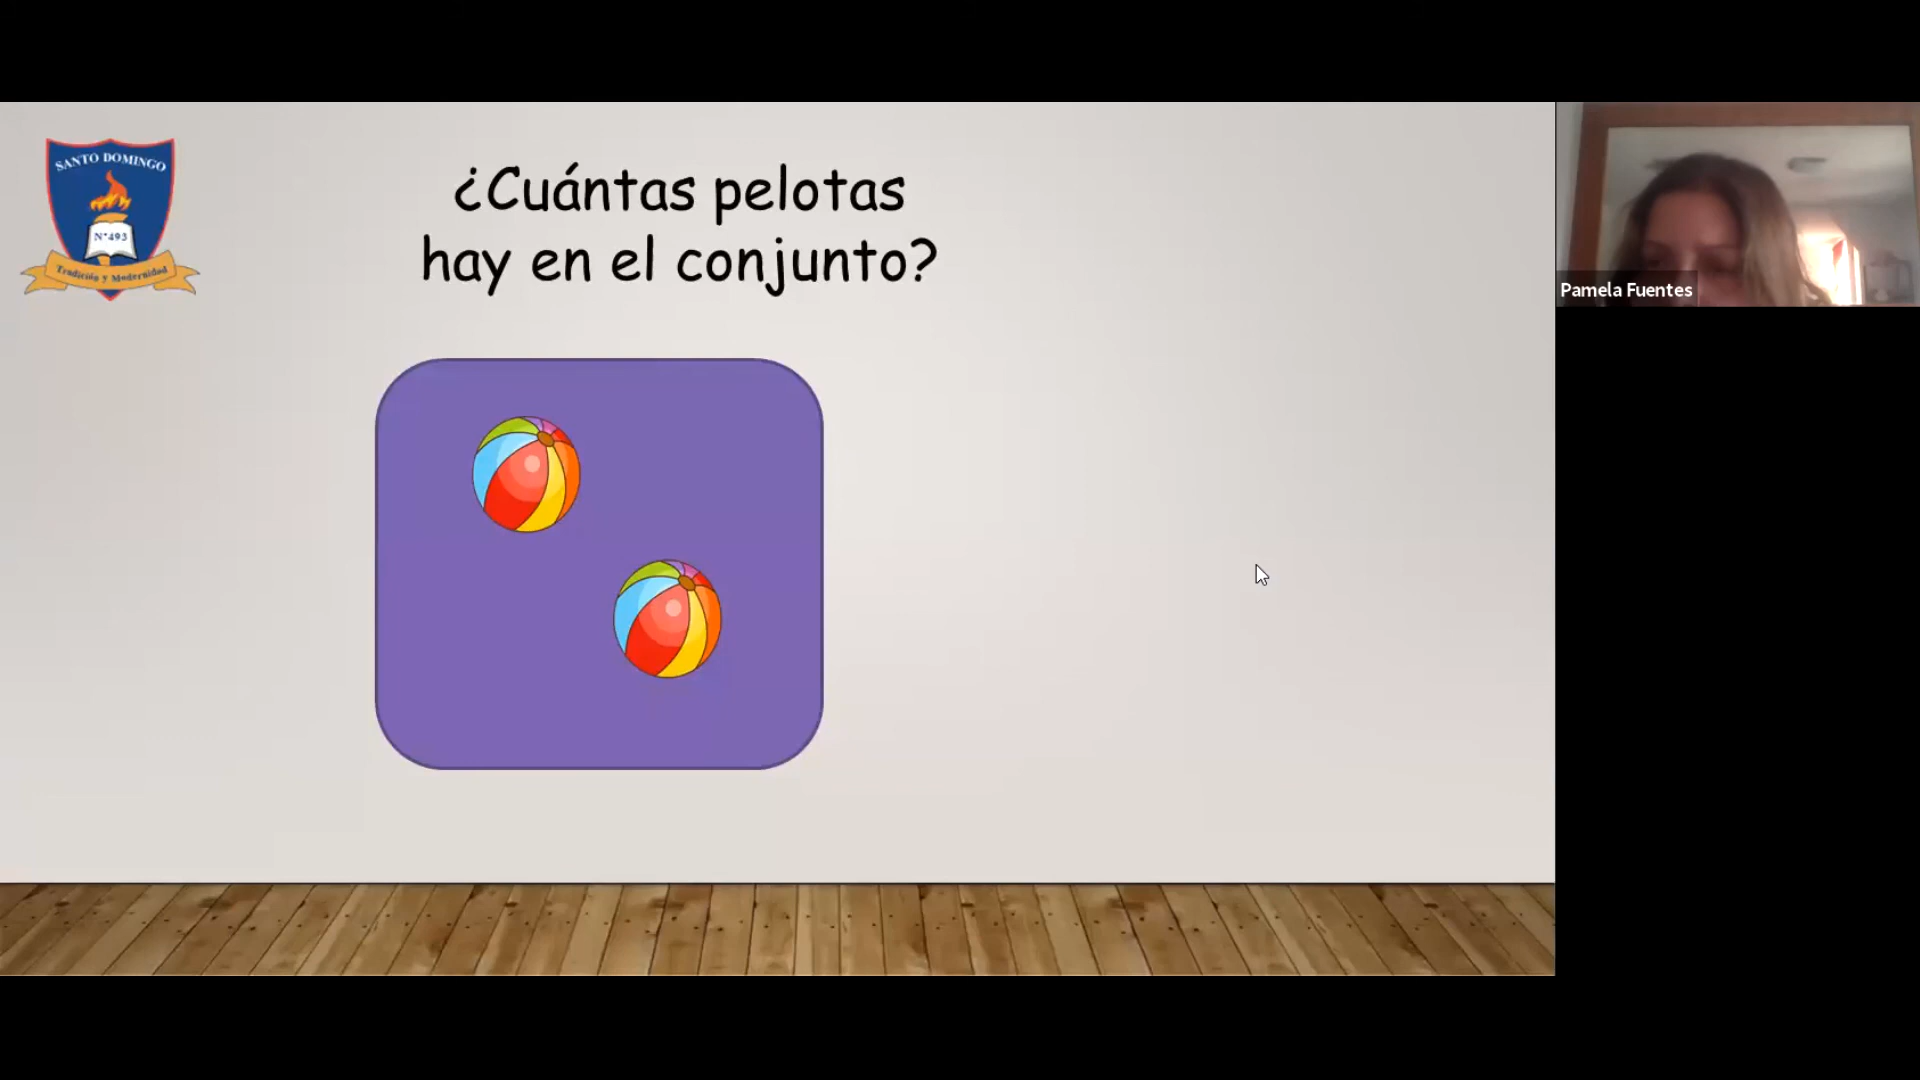 SANTO DOMINGO
N°493
Tradición y Modernidad
¿Cuántas pelotas
hay en el conjunto?
Pamela Fuentes